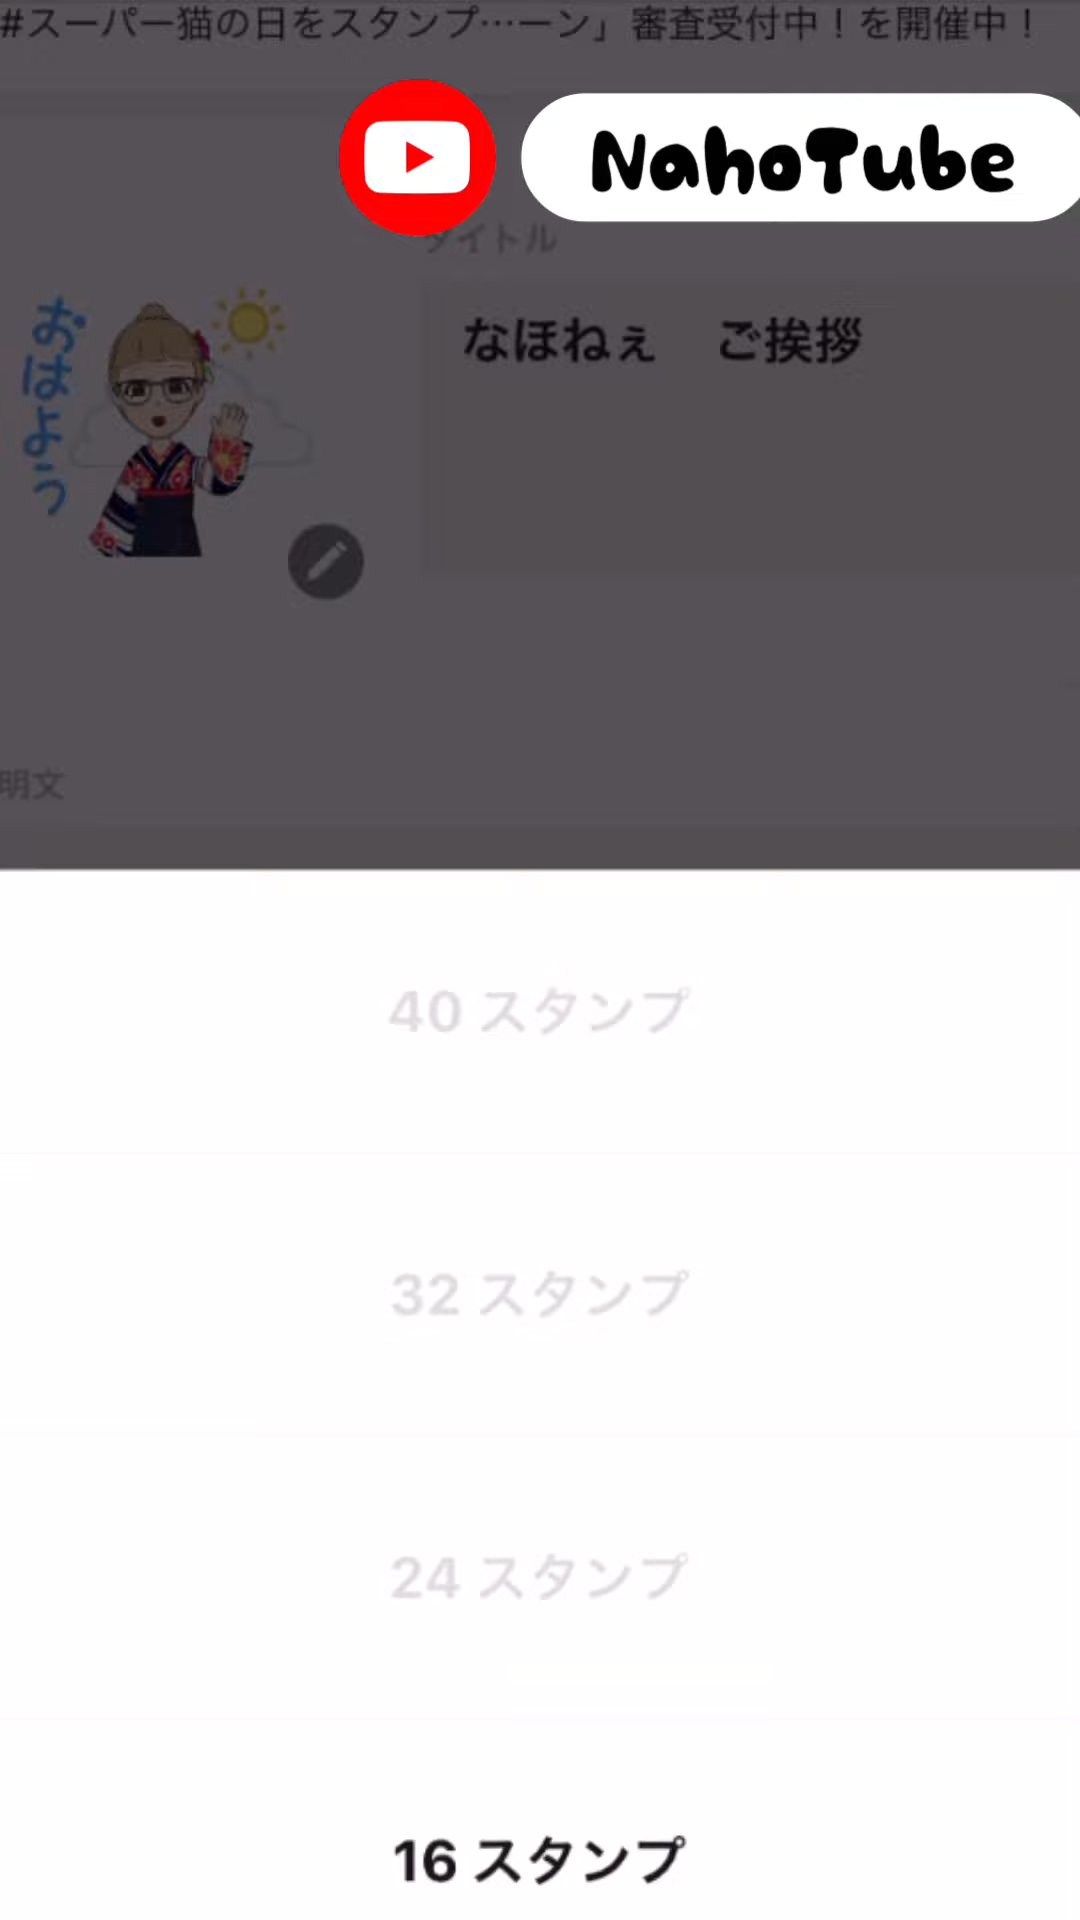 #スーパー猫の日をスタンプ…ーン」審査受付中！を開催中！
NahoTube
タイトル
なほねぇ　ご挨拶
おはよう
明文
40 スタンプ
32 スタンプ
24 スタンプ
16 スタンプ